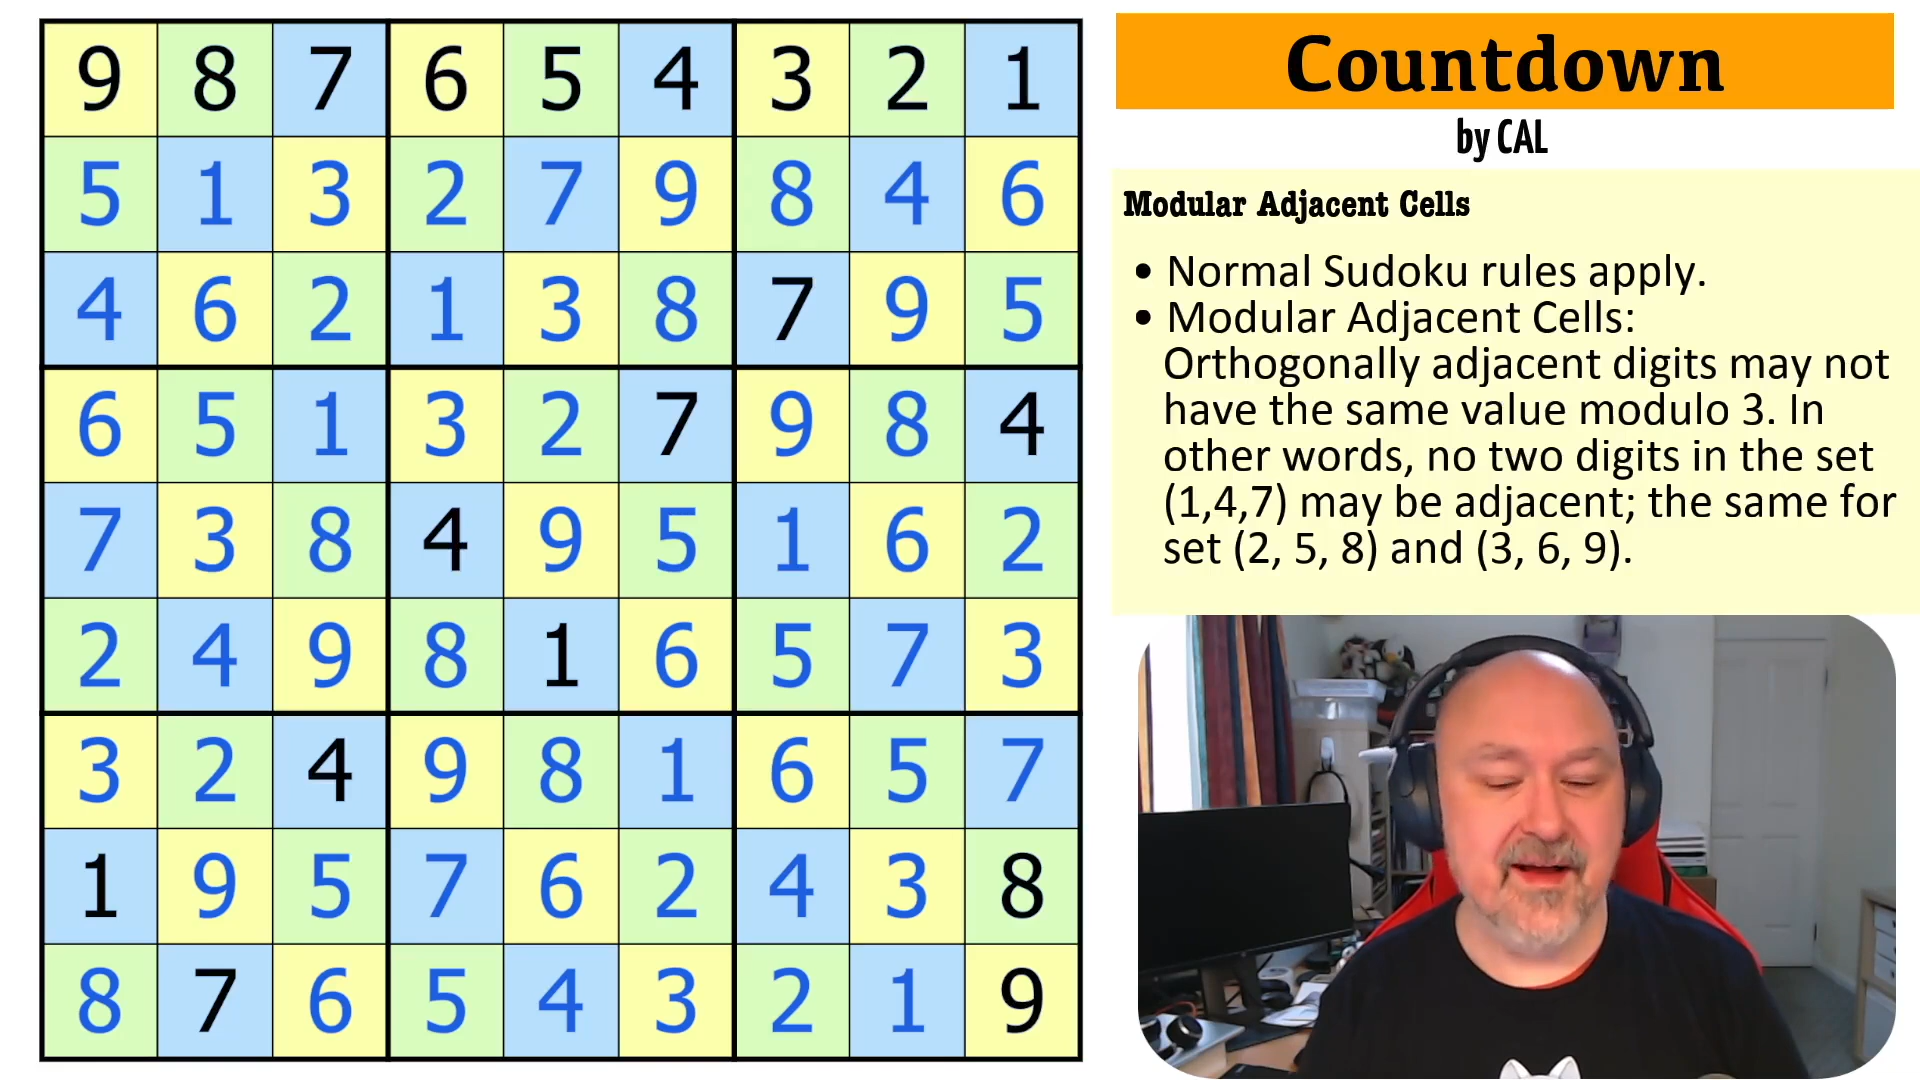 9 8 7 6 5 4 3 2 1
5 1 3 2 7 9 8 4 6
4 6 2 1 3 8 7 9 5
6 5 1 3 2 7 9 8 4
7 3 8 4 9 5 1 6 2
2 4 9 8 1 6 5 7 3
3 2 4 9 8 1 6 5 7
1 9 5 7 6 2 4 3 8
8 7 6 5 4 3 2 1 9
Countdown
by CAL
Modular Adjacent Cells
• Normal Sudoku rules apply.
• Modular Adjacent Cells:
Orthogonally adjacent digits may not
have the same value modulo 3. In
other words, no two digits in the set
(1,4,7) may be adjacent; the same for
set (2, 5, 8) and (3, 6, 9).